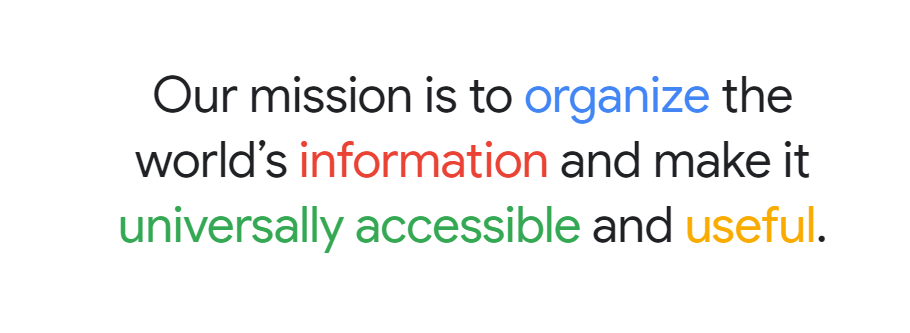 Our mission is to organize the
world’s information and make it
universally accessible and useful.